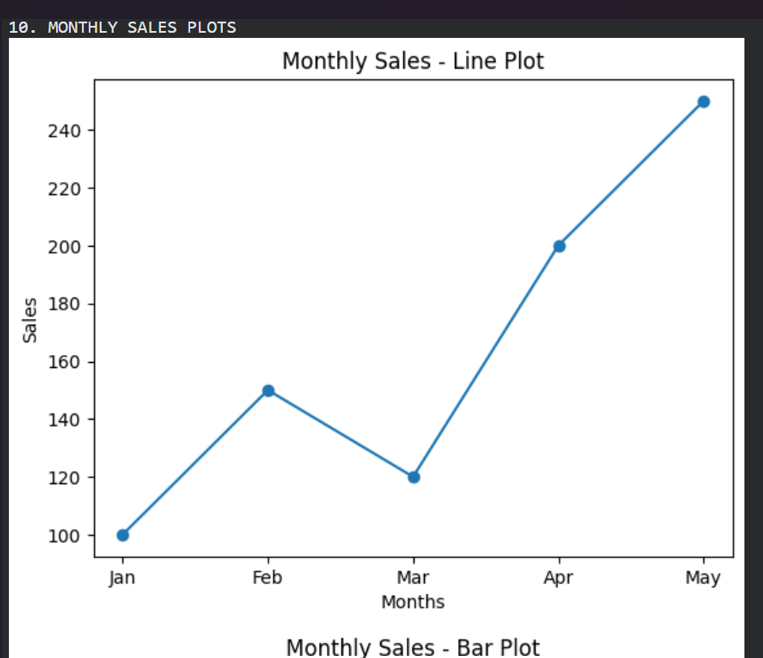 10. MONTHLY SALES PLOTS
Monthly Sales - Line Plot
240
220
200
180
160
140
120
100
Sales
Jan Feb Mar Apr May
Months
Monthly Sales - Bar Plot